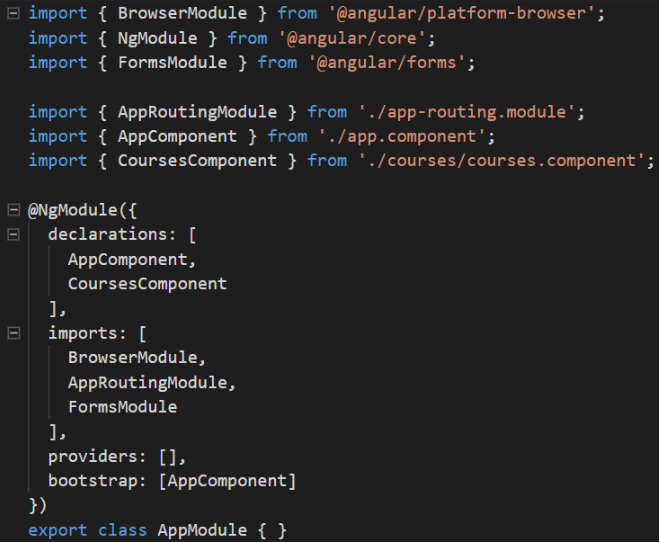 import { BrowserModule } from '@angular/platform-browser';
import { NgModule } from '@angular/core';
import { FormsModule } from '@angular/forms';
import { AppRoutingModule } from './app-routing.module';
import { AppComponent } from './app.component';
import { CoursesComponent } from './courses/courses.component';
@NgModule({
  declarations: [
    AppComponent,
    CoursesComponent
  ],
  imports: [
    BrowserModule,
    AppRoutingModule,
    FormsModule
  ],
  providers: [],
  bootstrap: [AppComponent]
})
export class AppModule { }